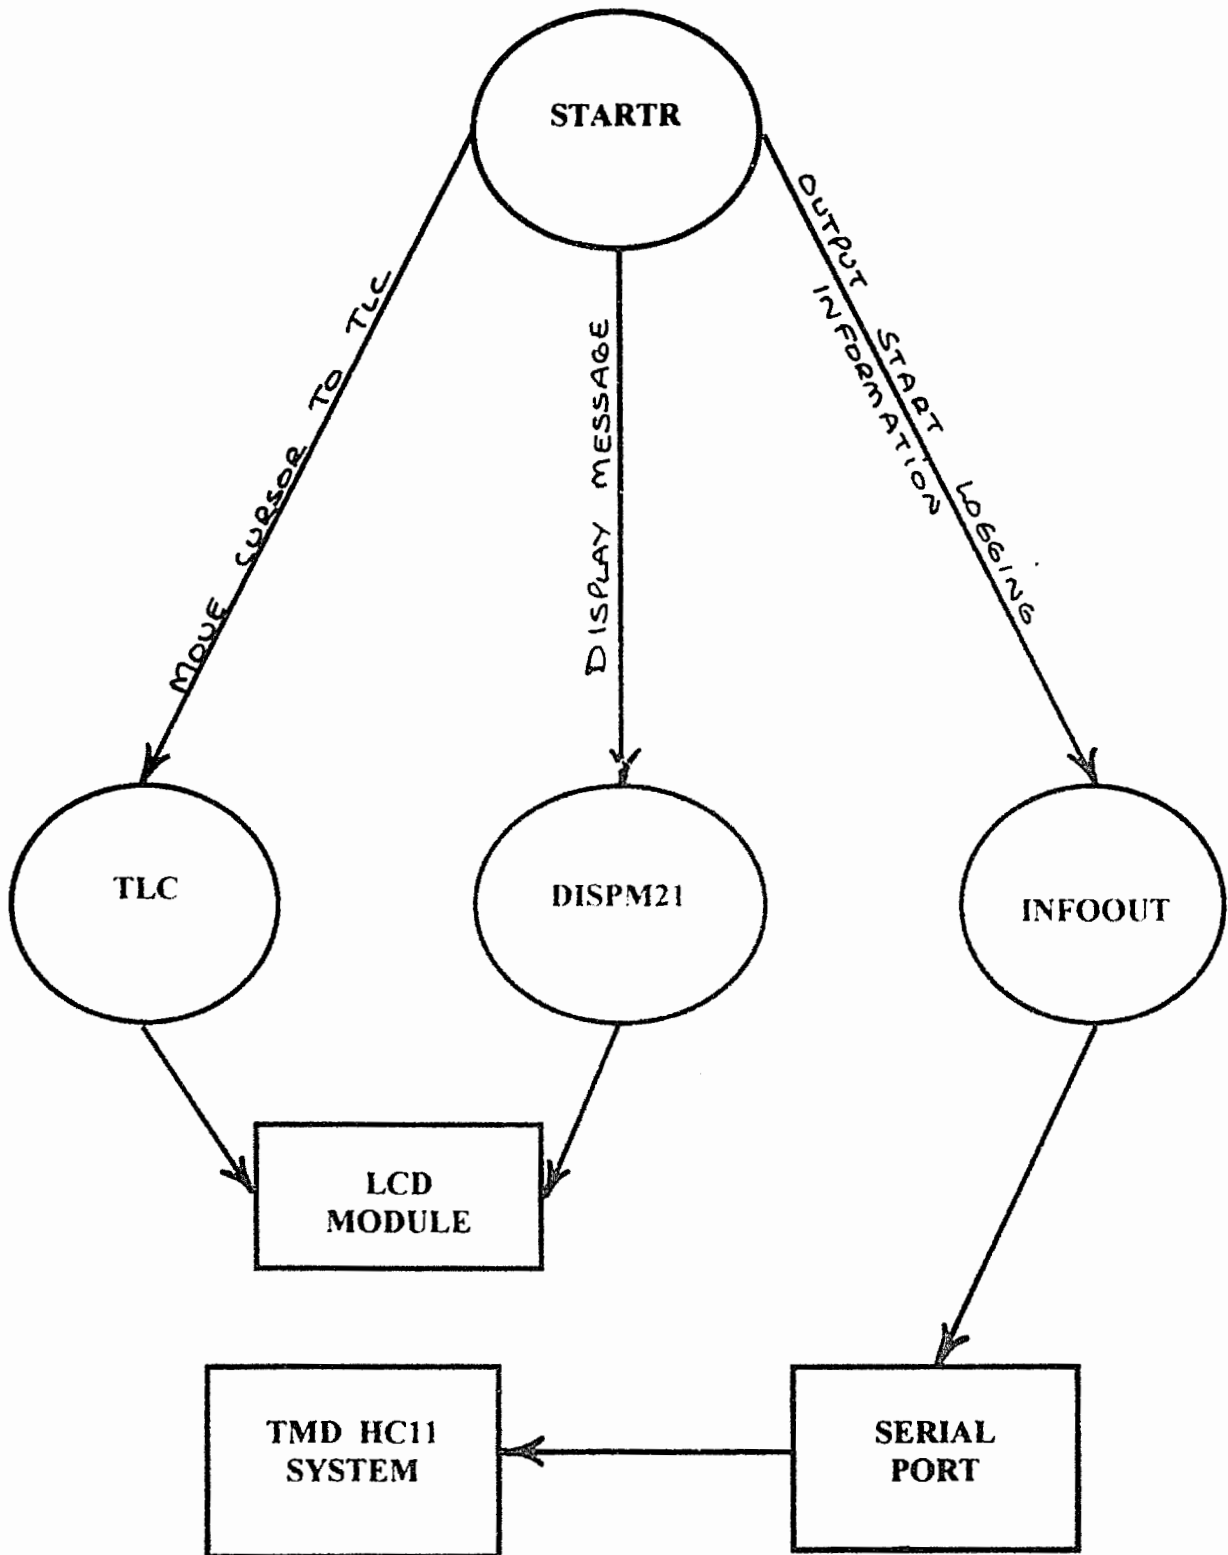 STARTR
MOVE CURSOR TO TLC
DISPLAY MESSAGE
OUTPUT START LOGGING
INFORMATION
TLC
DISPM21
INFOOUT
LCD
MODULE
TMD HC11
SYSTEM
SERIAL
PORT